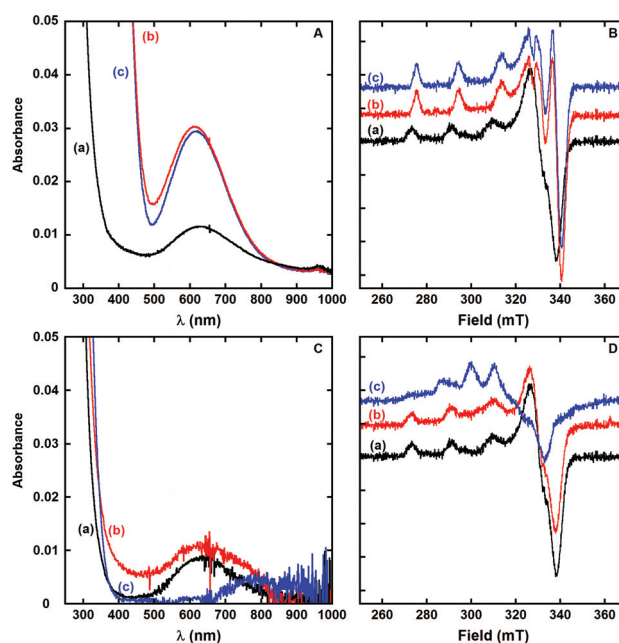 0.05
0.04
0.03
0.02
0.01
0
Absorbance
A
(b)
(c)
(a)
300 400 500 600 700 800 900 1000
λ (nm)
B
(c)
(b)
(a)
260 280 300 320 340 360
Field (mT)
0.05
0.04
0.03
0.02
0.01
0
Absorbance
C
(a)
(b)
(c)
300 400 500 600 700 800 900 1000
λ (nm)
D
(c)
(b)
(a)
260 280 300 320 340 360
Field (mT)